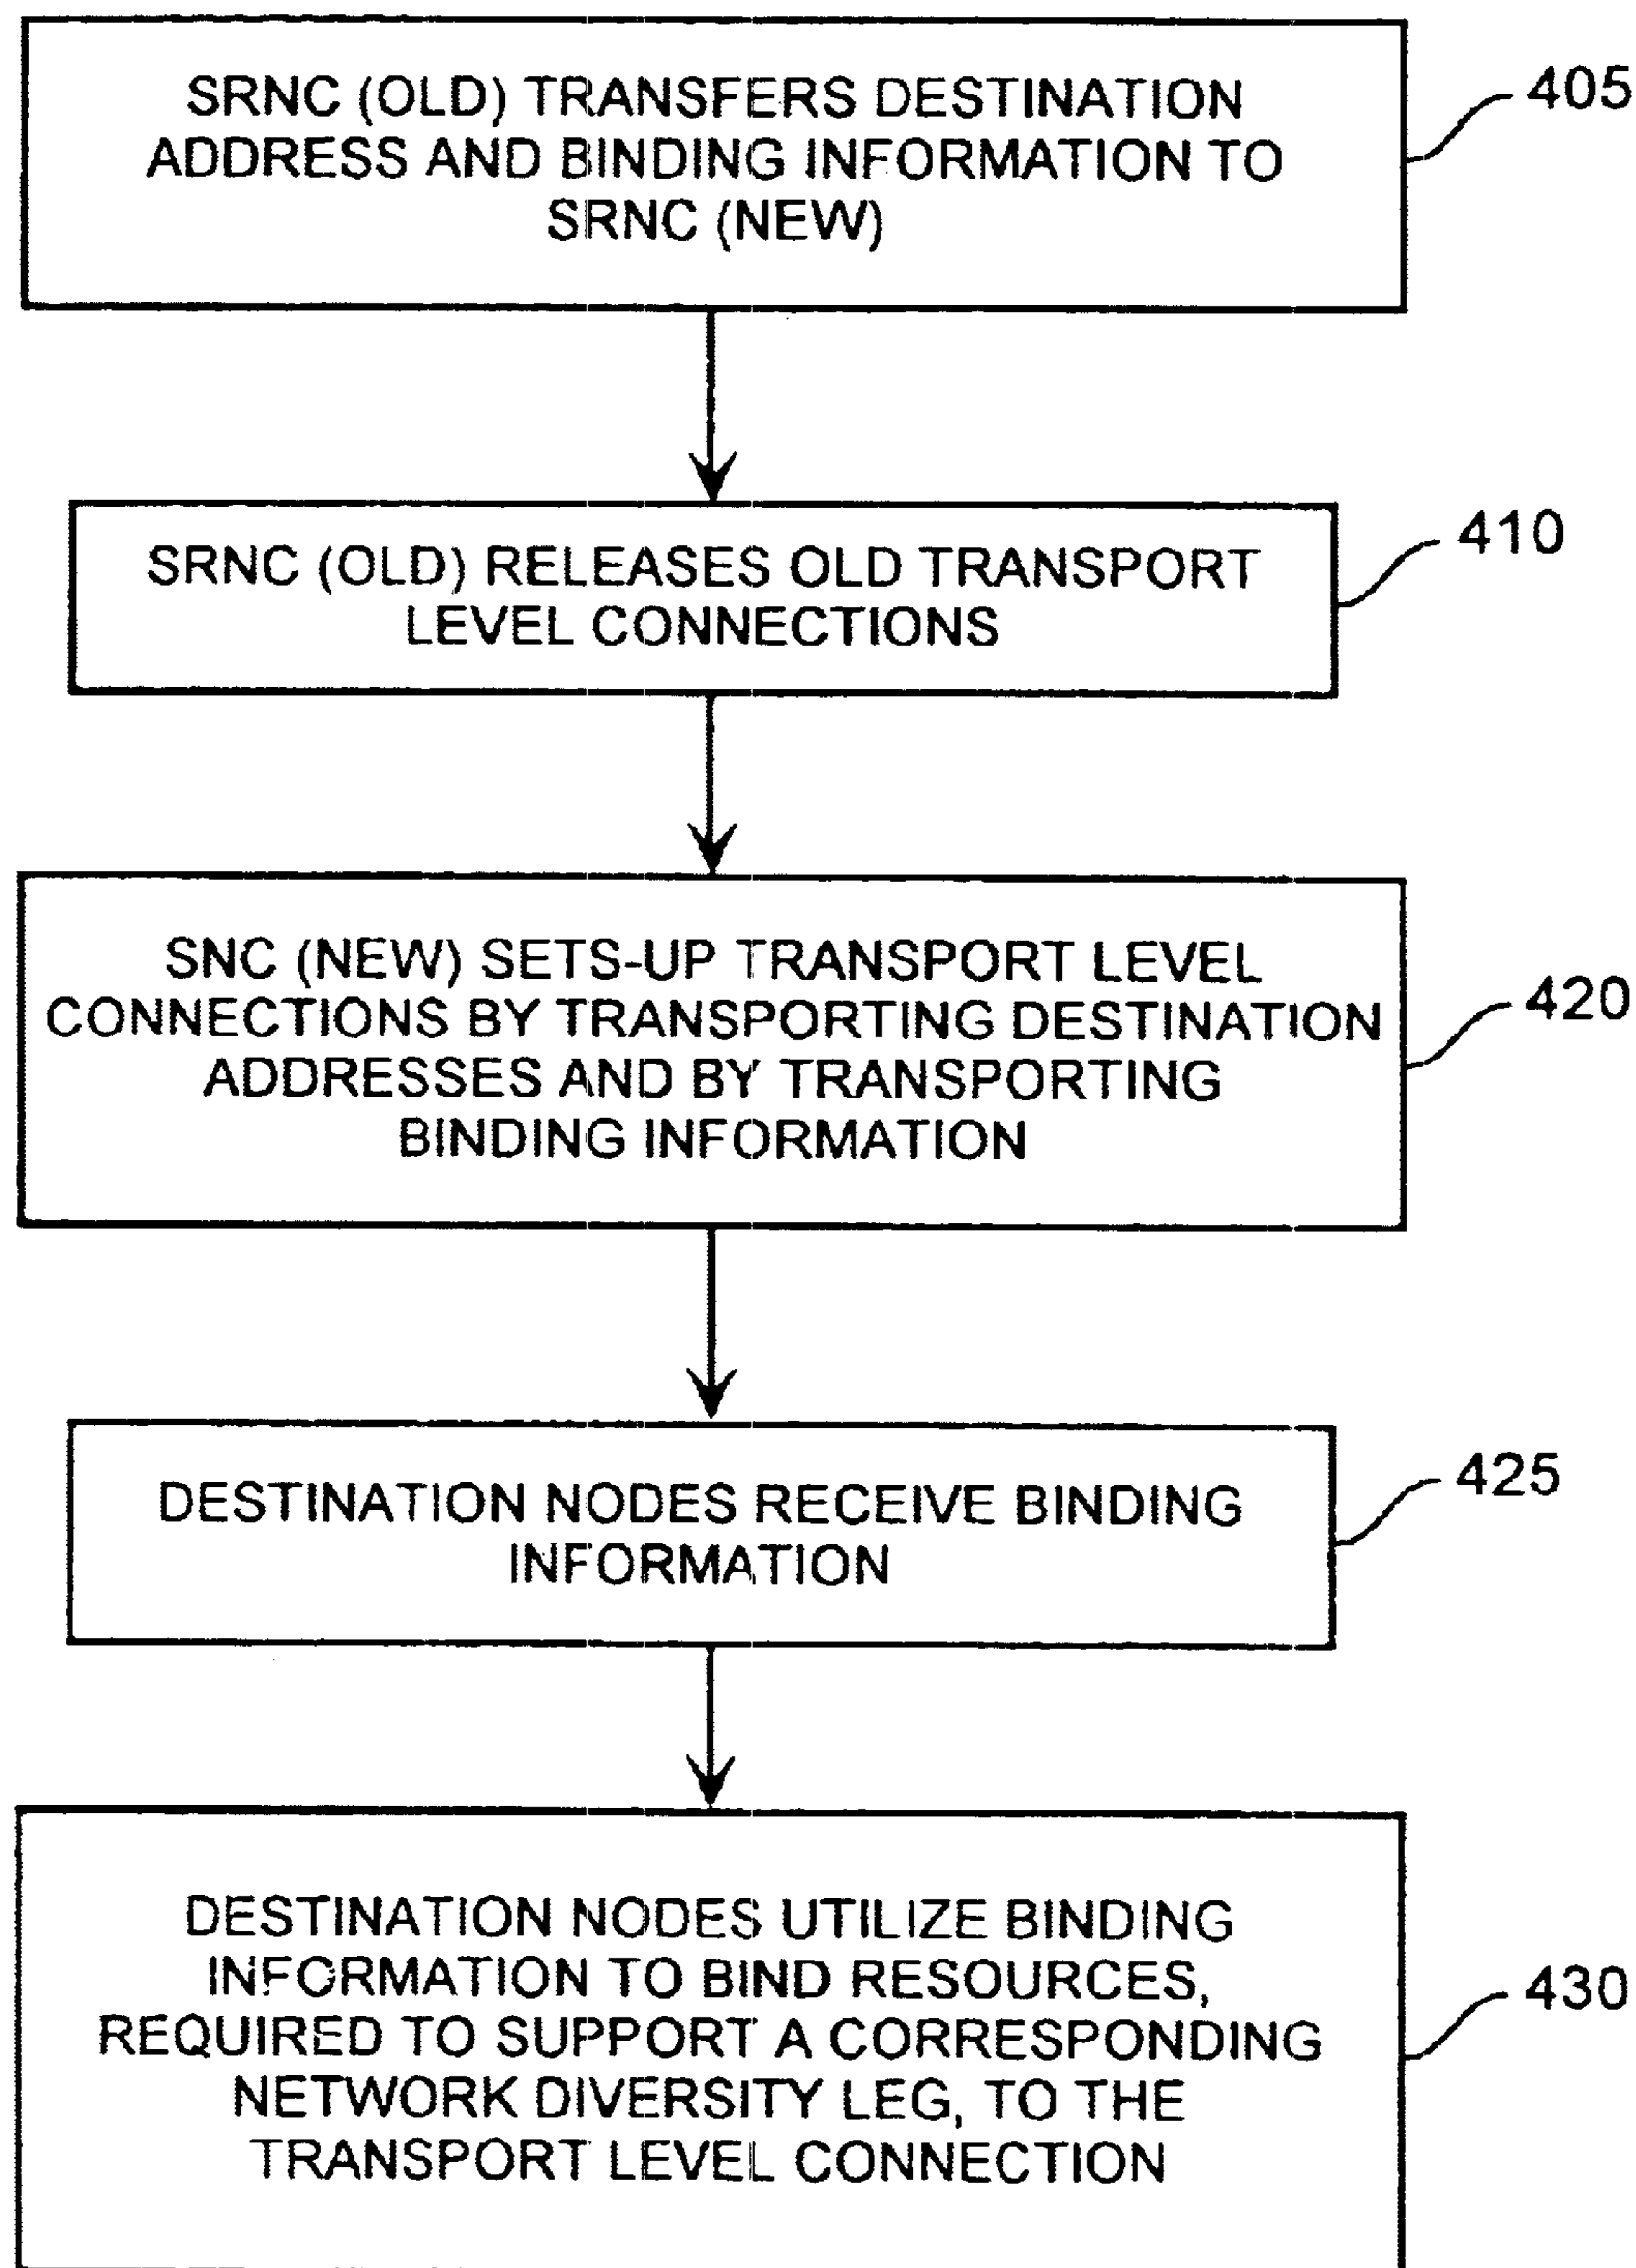 SRNC (OLD) TRANSFERS DESTINATION
ADDRESS AND BINDING INFORMATION TO
SRNC (NEW)
405
SRNC (OLD) RELEASES OLD TRANSPORT
LEVEL CONNECTIONS
410
SNC (NEW) SETS-UP TRANSPORT LEVEL
CONNECTIONS BY TRANSPORTING DESTINATION
ADDRESSES AND BY TRANSPORTING
BINDING INFORMATION
420
DESTINATION NODES RECEIVE BINDING
INFORMATION
425
DESTINATION NODES UTILIZE BINDING
INFORMATION TO BIND RESOURCES,
REQUIRED TO SUPPORT A CORRESPONDING
NETWORK DIVERSITY LEG, TO THE
TRANSPORT LEVEL CONNECTION
430